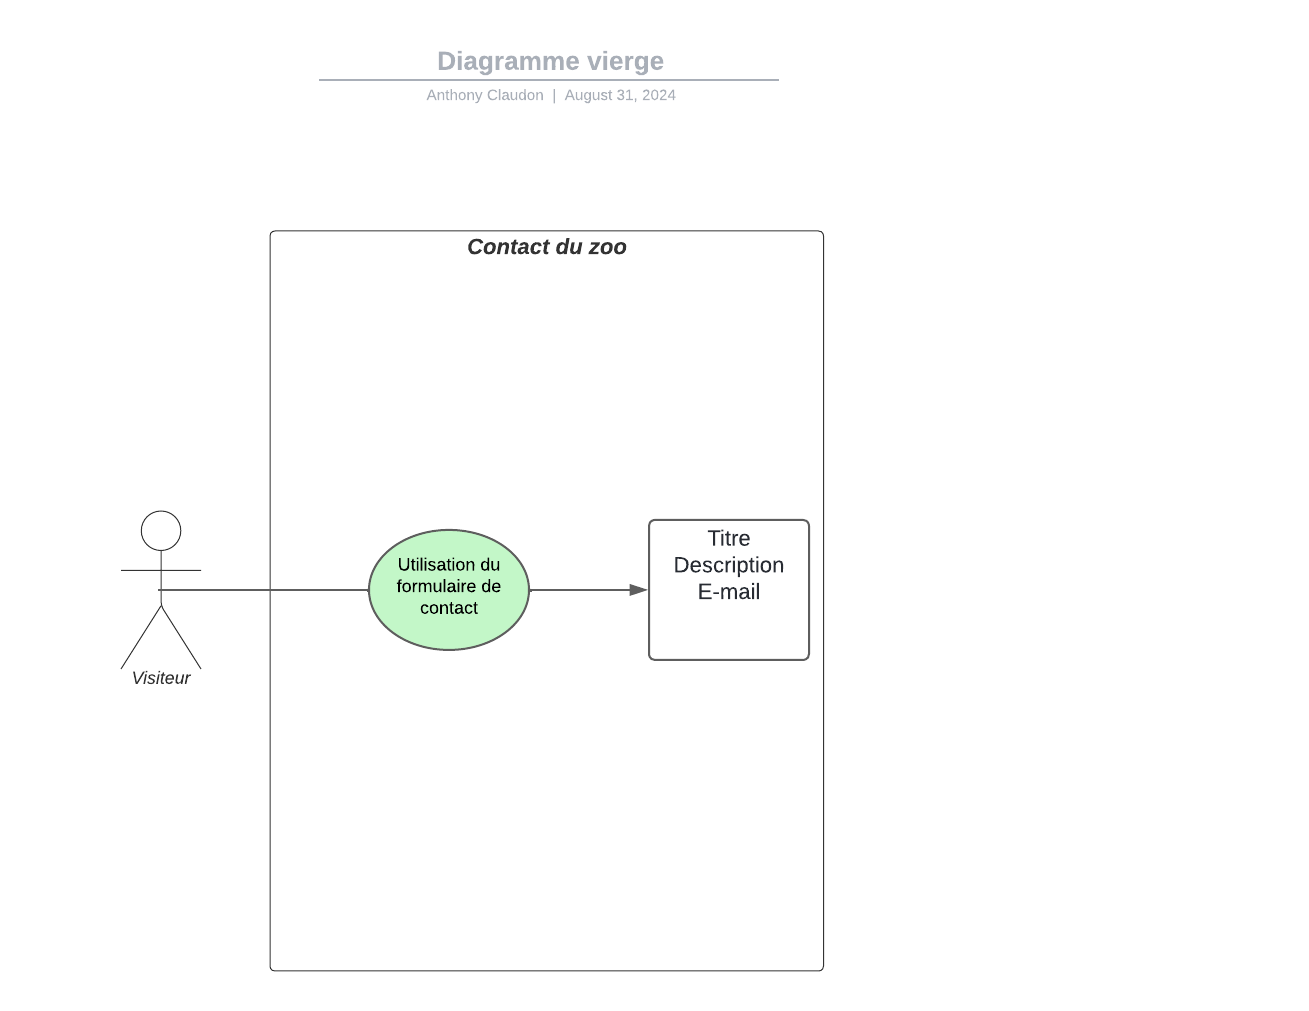 Diagramme vierge
Anthony Claudon | August 31, 2024
Contact du zoo
Utilisation du
formulaire de
contact
Titre
Description
E-mail
Visiteur